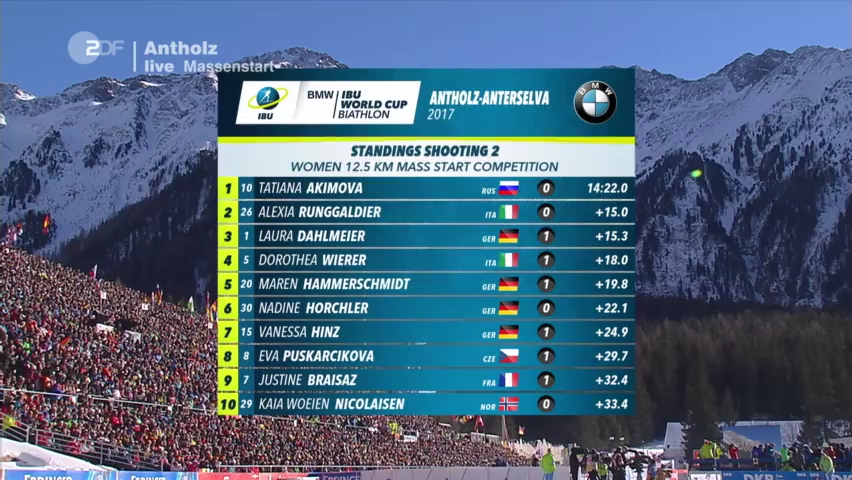 ZDF Antholz
live Massenstart
IBU
BMW IBU WORLD CUP BIATHLON
ANTHOLZ-ANTERSELVA
2017
BMW
STANDINGS SHOOTING 2
WOMEN 12.5 KM MASS START COMPETITION
1 10 TATIANA AKIMOVA RUS 0 14:22.0
2 26 ALEXIA RUNGGALDIER ITA 0 +15.0
3 1 LAURA DAHLMEIER GER 1 +15.3
4 5 DOROTHEA WIERER ITA 1 +18.0
5 20 MAREN HAMMERSCHMIDT GER 1 +19.8
6 30 NADINE HORCHLER GER 0 +22.1
7 15 VANESSA HINZ GER 1 +24.9
8 8 EVA PUSKARCIKOVA CZE 1 +29.7
9 7 JUSTINE BRAISAZ FRA 1 +32.4
10 29 KAIA WOEIEN NICOLAISEN NOR 0 +33.4
ERDINGER
DKB